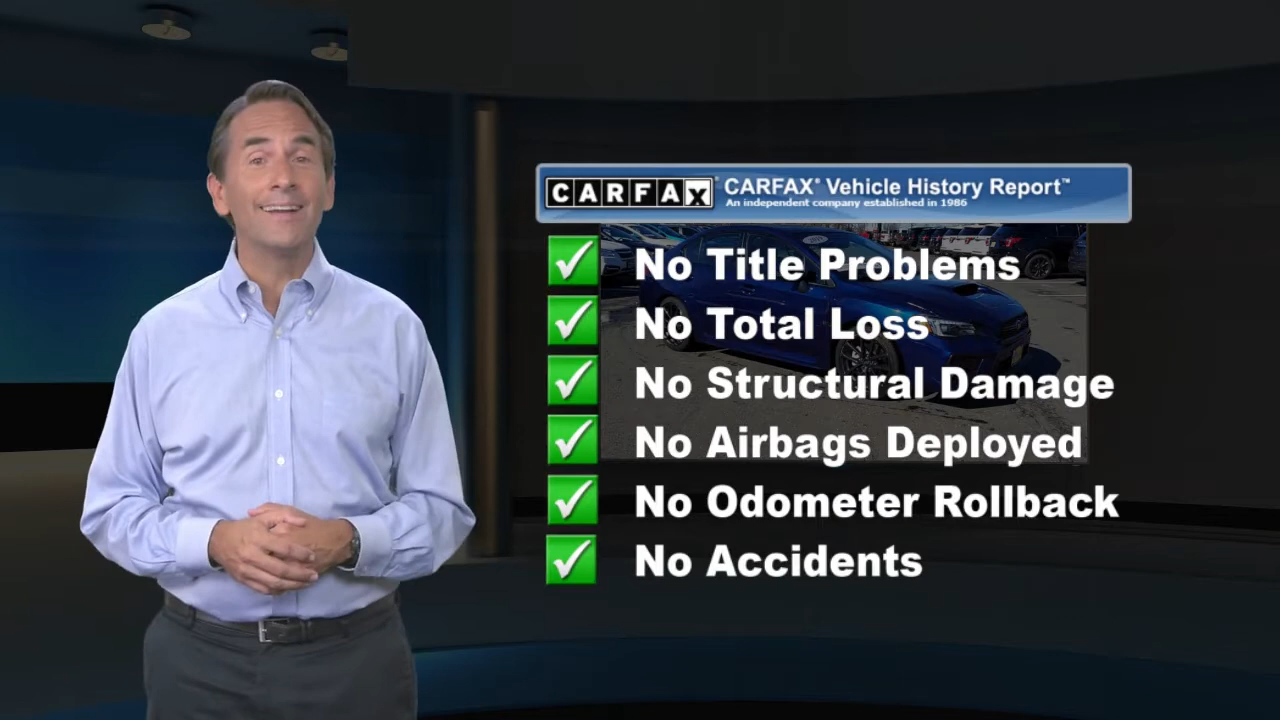 CARFAX® CARFAX® Vehicle History Report™
An independent company established in 1986
No Title Problems
No Total Loss
No Structural Damage
No Airbags Deployed
No Odometer Rollback
No Accidents